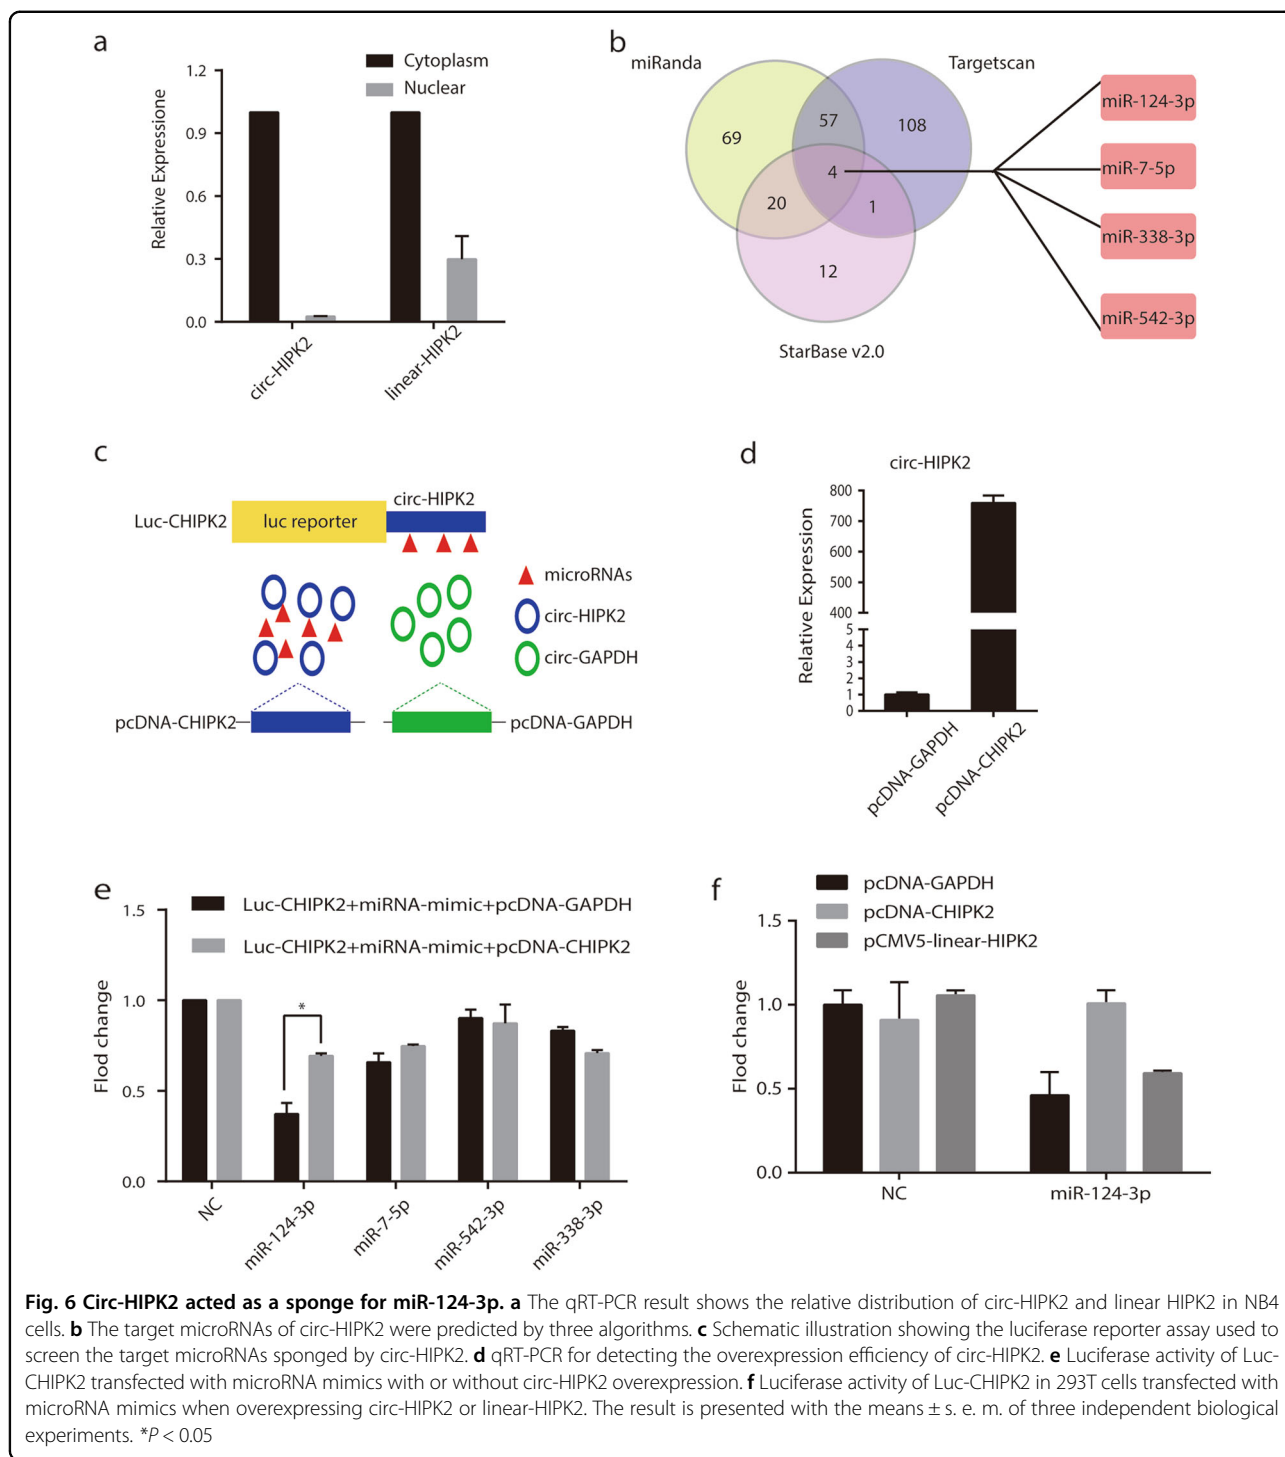 a
Cytoplasm
Nuclear
Relative Expressione
1.2
0.9
0.6
0.3
0.0
circ-HIPK2
linear-HIPK2
b
miRanda
Targetscan
69
57
108
4
20
1
12
StarBase v2.0
miR-124-3p
miR-7-5p
miR-338-3p
miR-542-3p
c
circ-HIPK2
Luc-CHIPK2
luc reporter
microRNAs
circ-HIPK2
circ-GAPDH
pcDNA-CHIPK2
pcDNA-GAPDH
d
circ-HIPK2
Relative Expression
800
700
600
500
400
5
4
3
2
1
0
pcDNA-GAPDH
pcDNA-CHIPK2
e
Luc-CHIPK2+miRNA-mimic+pcDNA-GAPDH
Luc-CHIPK2+miRNA-mimic+pcDNA-CHIPK2
Flod change
1.5
1.0
0.5
0.0
*
NC
miR-124-3p
miR-7-5p
miR-542-3p
miR-338-3p
f
pcDNA-GAPDH
pcDNA-CHIPK2
pCMV5-linear-HIPK2
Flod change
1.5
1.0
0.5
0.0
NC
miR-124-3p
Fig. 6 Circ-HIPK2 acted as a sponge for miR-124-3p. a The qRT-PCR result shows the relative distribution of circ-HIPK2 and linear HIPK2 in NB4
cells. b The target microRNAs of circ-HIPK2 were predicted by three algorithms. c Schematic illustration showing the luciferase reporter assay used to
screen the target microRNAs sponged by circ-HIPK2. d qRT-PCR for detecting the overexpression efficiency of circ-HIPK2. e Luciferase activity of Luc-
CHIPK2 transfected with microRNA mimics with or without circ-HIPK2 overexpression. f Luciferase activity of Luc-CHIPK2 in 293T cells transfected with
microRNA mimics when overexpressing circ-HIPK2 or linear-HIPK2. The result is presented with the means ± s. e. m. of three independent biological
experiments. *P < 0.05